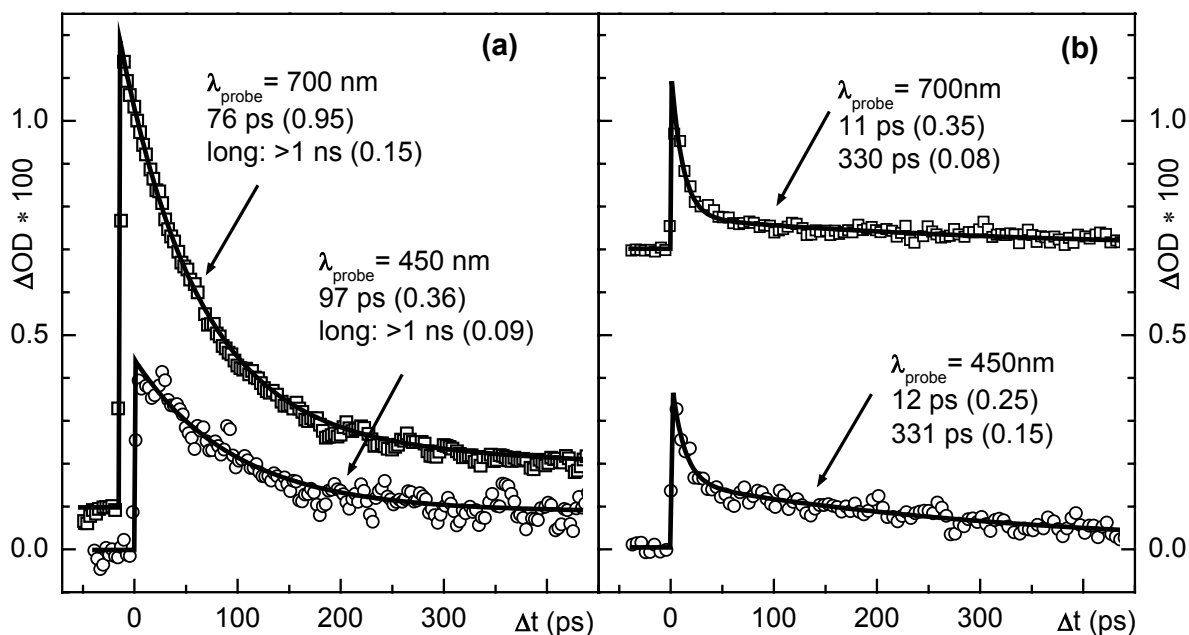 (a)
λprobe = 700 nm
76 ps (0.95)
long: >1 ns (0.15)
λprobe = 450 nm
97 ps (0.36)
long: >1 ns (0.09)
1.0
0.5
0.0
ΔOD * 100
0
100
200
300
Δt (ps)
(b)
λprobe = 700nm
11 ps (0.35)
330 ps (0.08)
λprobe = 450nm
12 ps (0.25)
331 ps (0.15)
1.0
0.5
0.0
ΔOD * 100
0
100
200
300
Δt (ps)